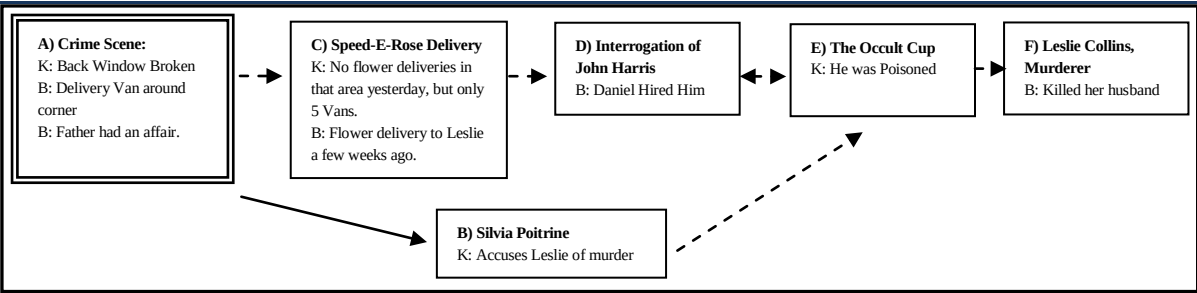 A) Crime Scene:
K: Back Window Broken
B: Delivery Van around
corner
B: Father had an affair.
C) Speed-E-Rose Delivery
K: No flower deliveries in
that area yesterday, but only
5 Vans.
B: Flower delivery to Leslie
a few weeks ago.
D) Interrogation of
John Harris
B: Daniel Hired Him
E) The Occult Cup
K: He was Poisoned
F) Leslie Collins,
Murderer
B: Killed her husband
B) Silvia Poitrine
K: Accuses Leslie of murder